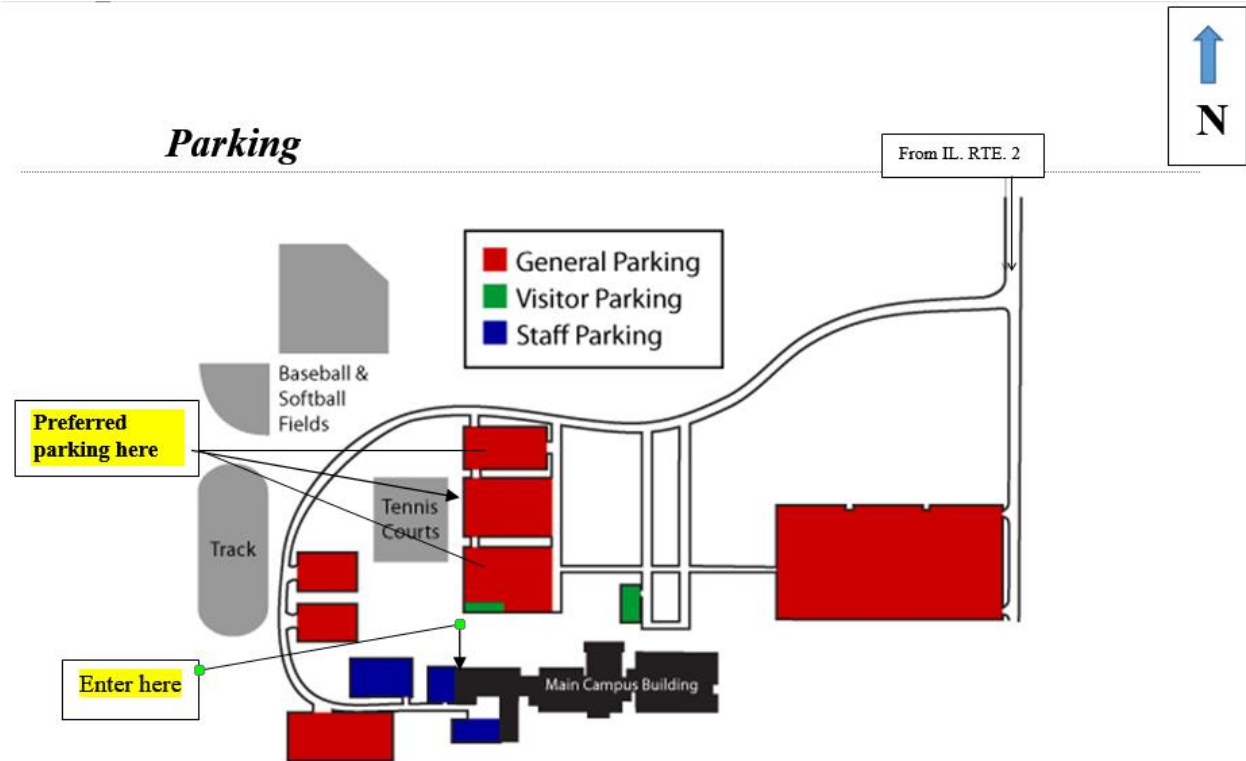 N
Parking
From IL. RTE. 2
General Parking
Visitor Parking
Staff Parking
Baseball &
Softball
Fields
Preferred
parking here
Tennis
Courts
Track
Enter here
Main Campus Building